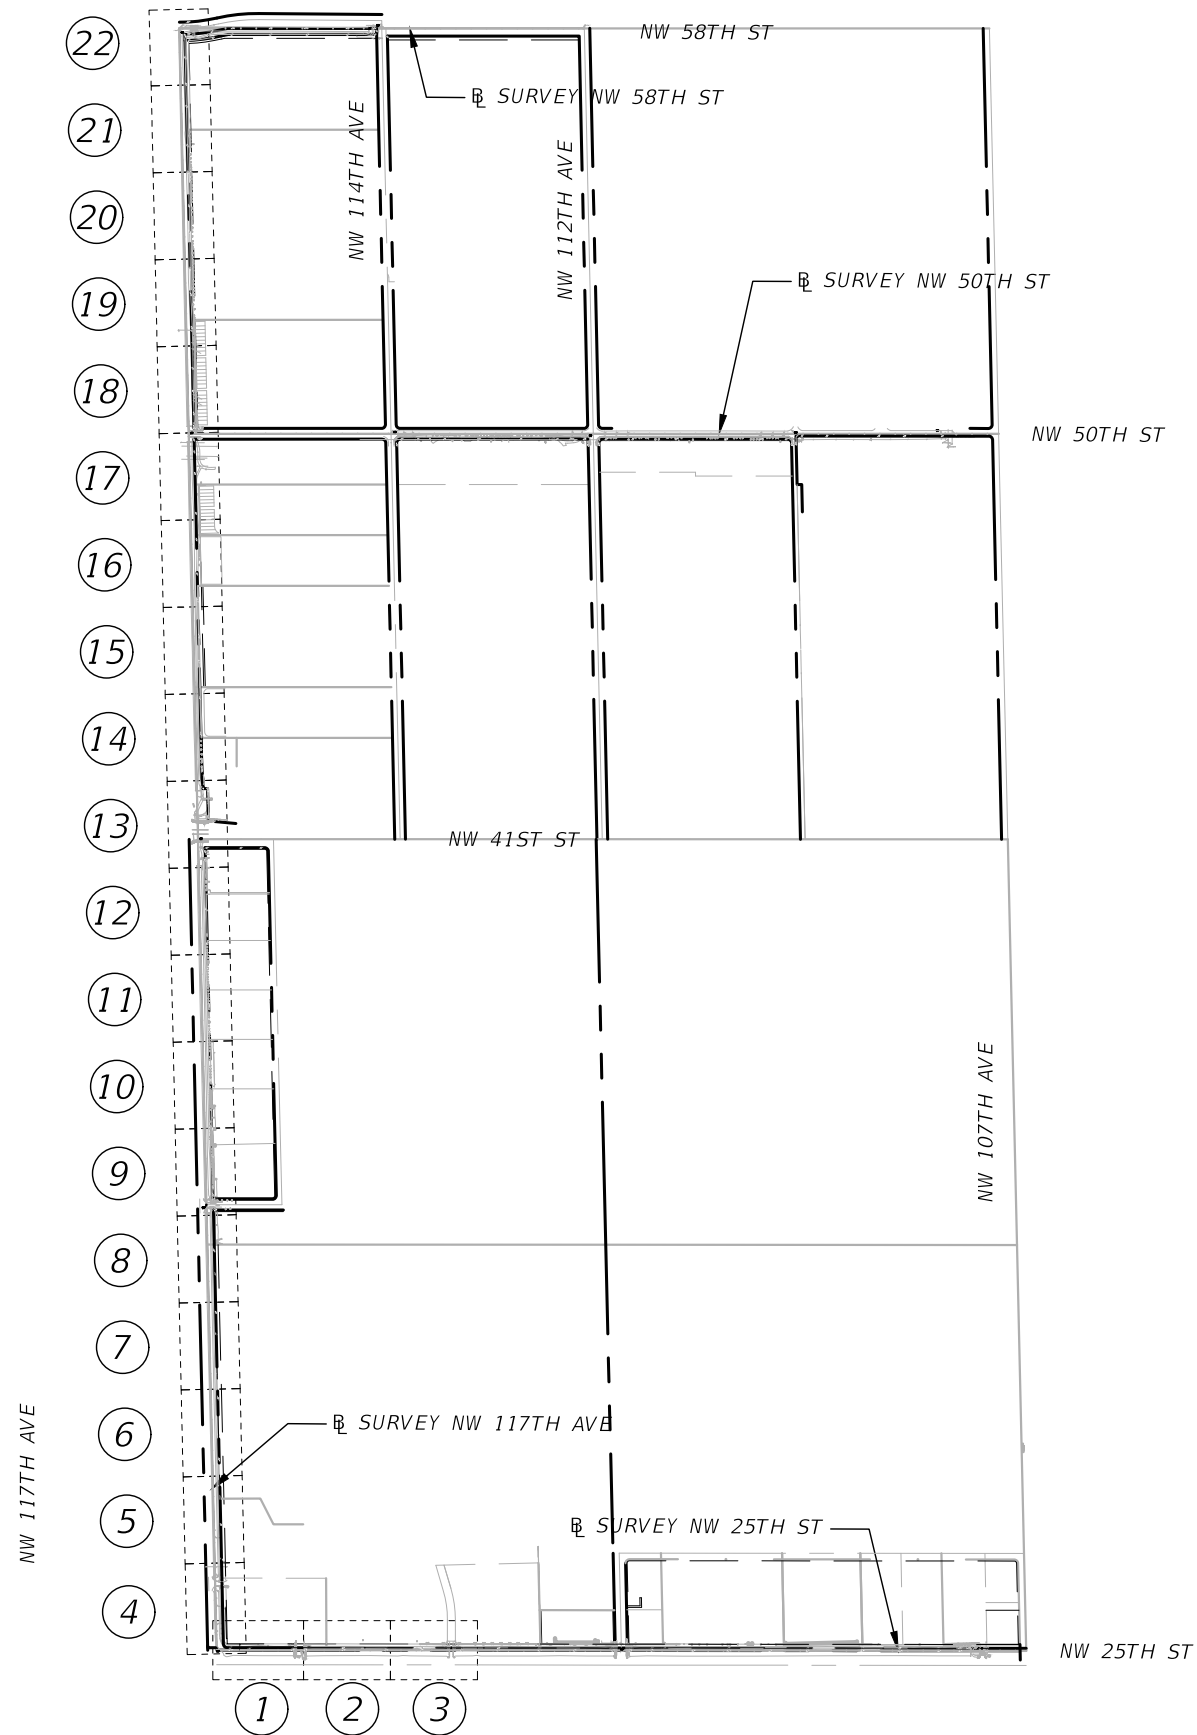 NW 58TH ST
22
℄ SURVEY NW 58TH ST
21
NW 114TH AVE
NW 112TH AVE
20
℄ SURVEY NW 50TH ST
19
18
NW 50TH ST
17
16
15
14
13
NW 41ST ST
12
11
10
NW 107TH AVE
9
8
7
6
℄ SURVEY NW 117TH AVE
NW 117TH AVE
5
℄ SURVEY NW 25TH ST
4
NW 25TH ST
1
2
3